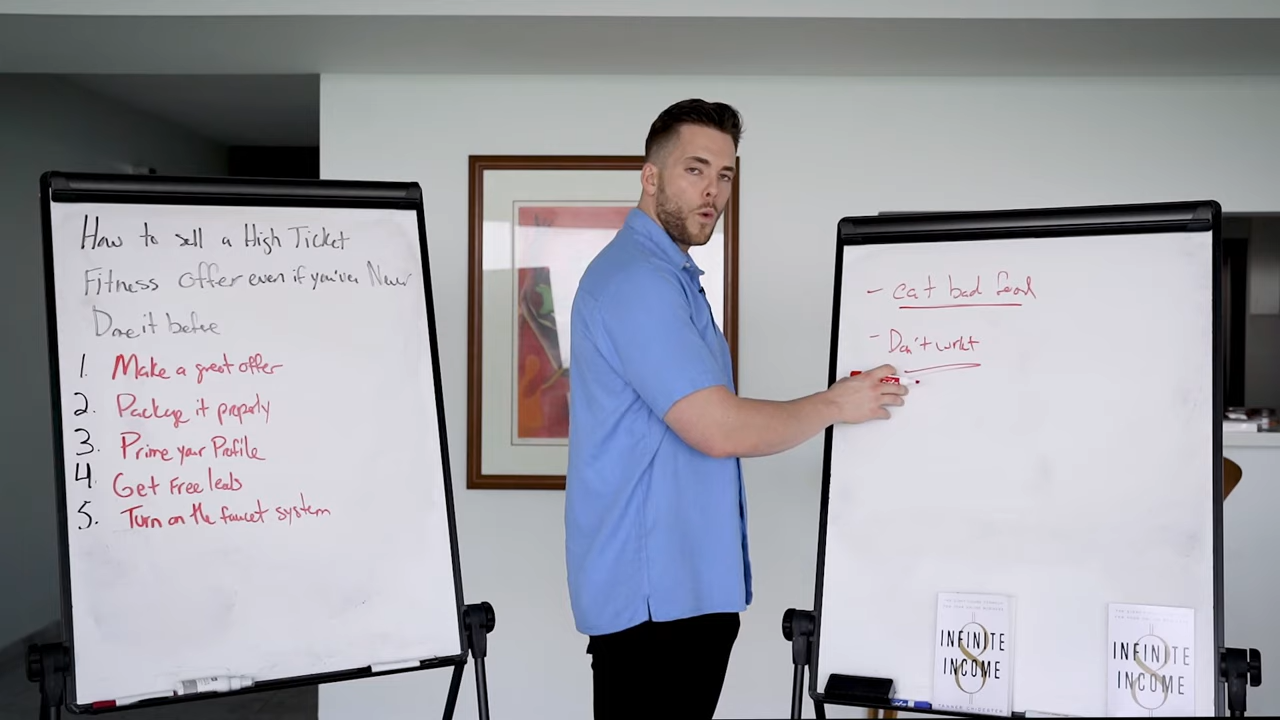 How to sell a High Ticket
Fitness offer even if you've Never
Done it before
1. Make a great offer
2. Package it properly
3. Prime your Profile
4. Get Free leads
5. Turn on the faucet system
- eat bad food
- Don't
INFINITE
INCOME
TANNER CHIDESTER
INFINITE
INCOME